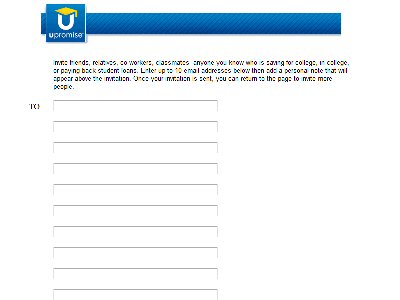 U
upromise
Invite friends, relatives, co-workers, classmates- anyone you know who is saving for college, in college,
or paying back student loans. Enter up to 10 email addresses below then add a personal note that will
appear above the invitation. Once your invitation is sent, you can return to the page to invite more
people.
TO